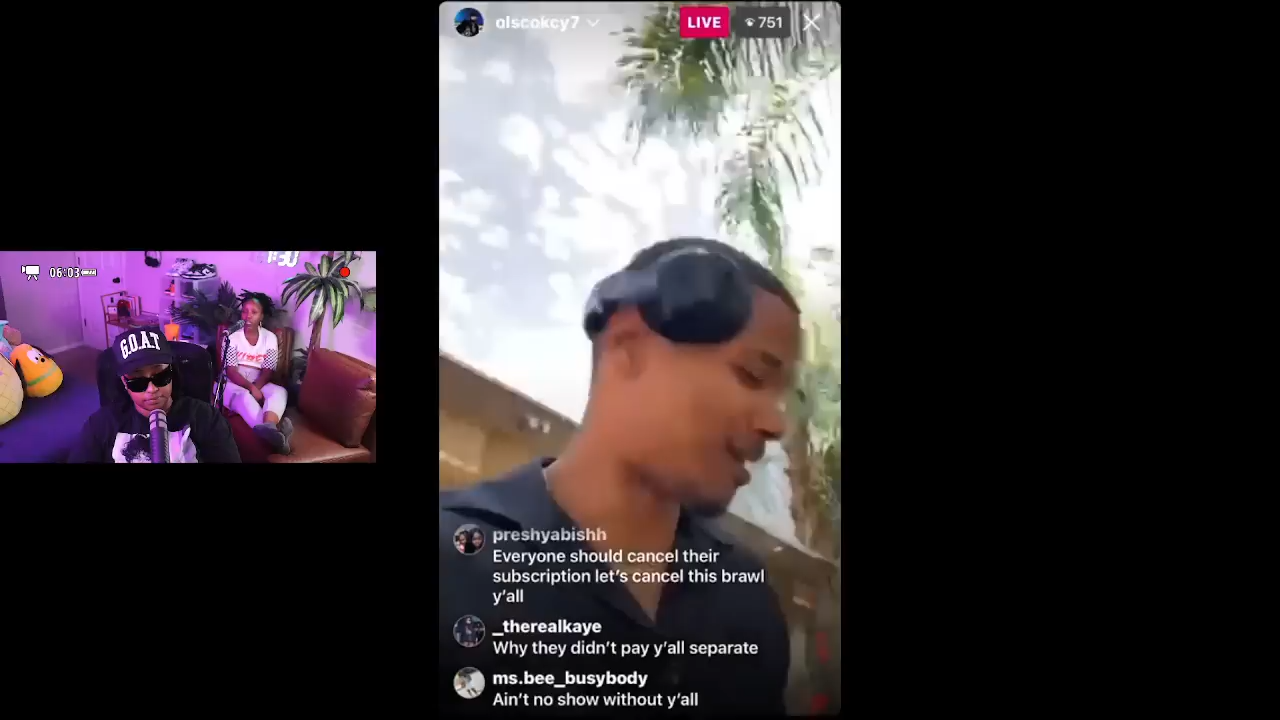 olscokcy7
LIVE
751
06:03
G.O.A.T
preshyabishh
Everyone should cancel their
subscription let's cancel this brawl
y'all
_therealkaye
Why they didn't pay y'all separate
ms.bee_busybody
Ain't no show without y'all